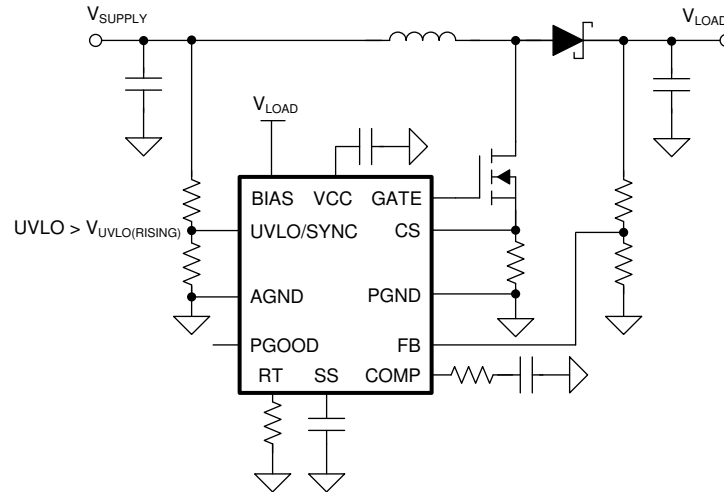 VSUPPLY
VLOAD
VLOAD
BIAS VCC GATE
UVLO > VUVLO(RISING)
UVLO/SYNC CS
AGND PGND
PGOOD FB
RT SS COMP